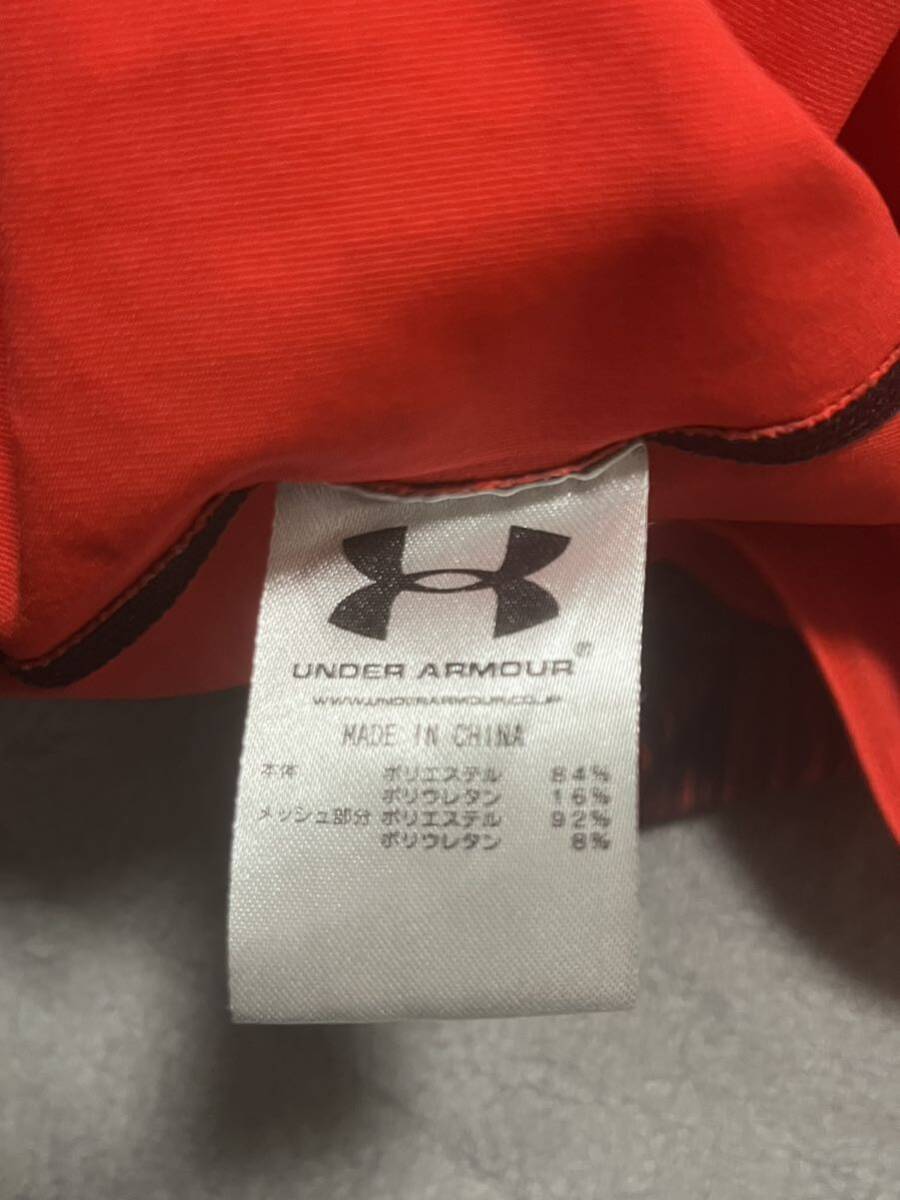 UNDER ARMOUR®
WWW.UNDERARMOUR.CO.JP
MADE IN CHINA
本体 ポリエステル 84%
ポリウレタン 16%
メッシュ部分 ポリエステル 92%
ポリウレタン 8%